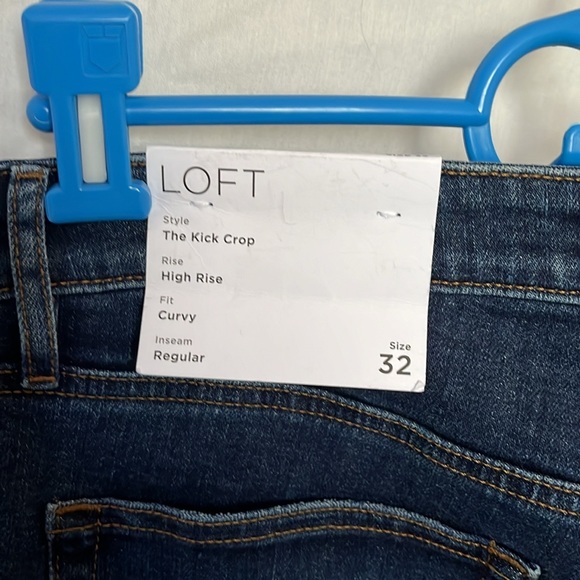 LOFT
Style
The Kick Crop
Rise
High Rise
Fit
Curvy
Inseam
Regular
Size
32